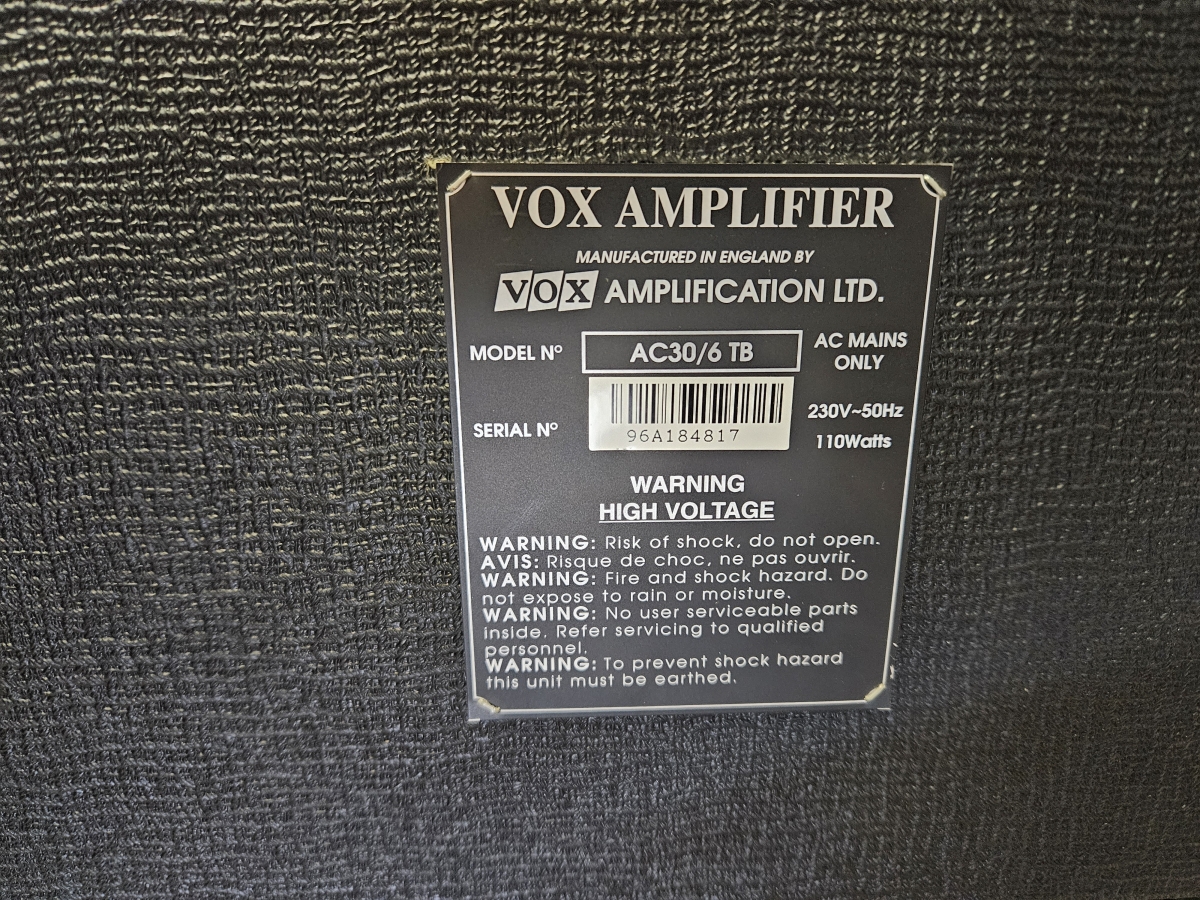 VOX AMPLIFIER
MANUFACTURED IN ENGLAND BY
VOX AMPLIFICATION LTD.
MODEL Nº AC30/6 TB AC MAINS ONLY
SERIAL Nº 96A184817 230V~50Hz
110Watts
WARNING
HIGH VOLTAGE
WARNING: Risk of shock, do not open.
AVIS: Risque de choc, ne pas ouvrir.
WARNING: Fire and shock hazard. Do
not expose to rain or moisture.
WARNING: No user serviceable parts
inside. Refer servicing to qualified
personnel.
WARNING: To prevent shock hazard
this unit must be earthed.